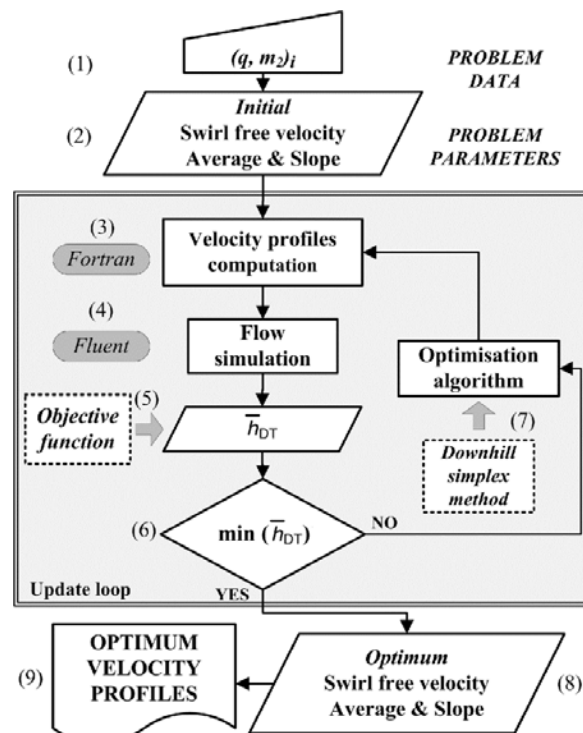 (1)
(q, m₂)ᵢ
PROBLEM
DATA
(2)
Initial
Swirl free velocity
Average & Slope
PROBLEM
PARAMETERS
(3)
Fortran
Velocity profiles
computation
(4)
Fluent
Flow
simulation
Optimisation
algorithm
(5)
Objective
function
h̅DT
(7)
Downhill
simplex
method
(6)
min (h̅DT)
NO
Update loop
YES
(9)
OPTIMUM
VELOCITY
PROFILES
Optimum
Swirl free velocity
Average & Slope
(8)